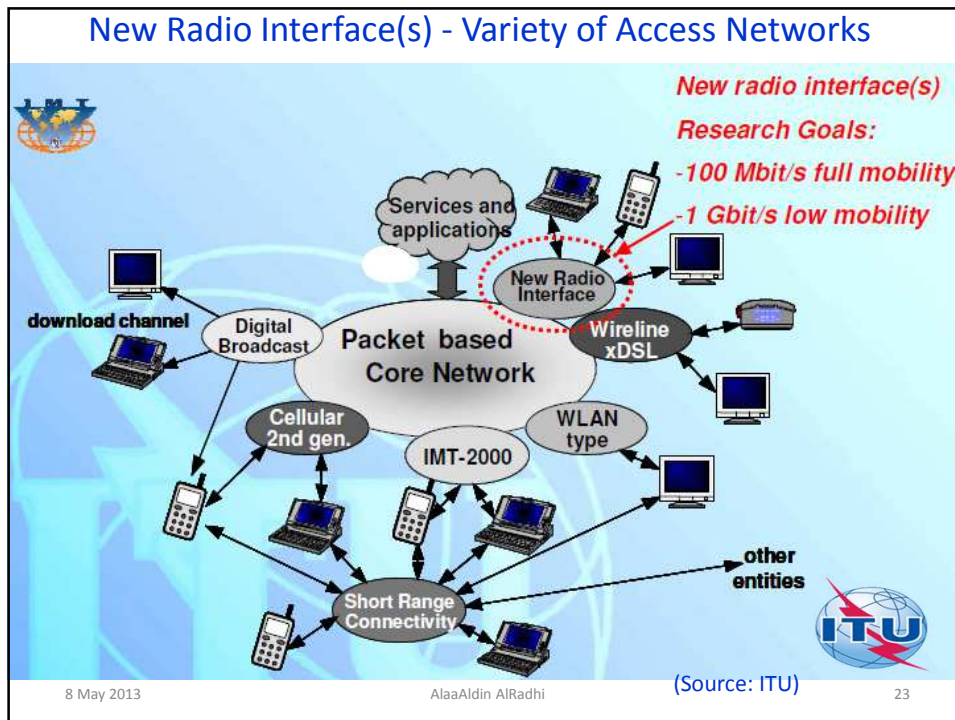 New Radio Interface(s) - Variety of Access Networks
IMT
New radio interface(s)
Research Goals:
-100 Mbit/s full mobility
-1 Gbit/s low mobility
Services and
applications
New Radio
Interface
download channel
Digital
Broadcast
Packet based
Core Network
Wireline
xDSL
Cellular
2nd gen.
IMT-2000
WLAN
type
other
entities
Short Range
Connectivity
ITU
8 May 2013
AlaaAldin AlRadhi
(Source: ITU)
23